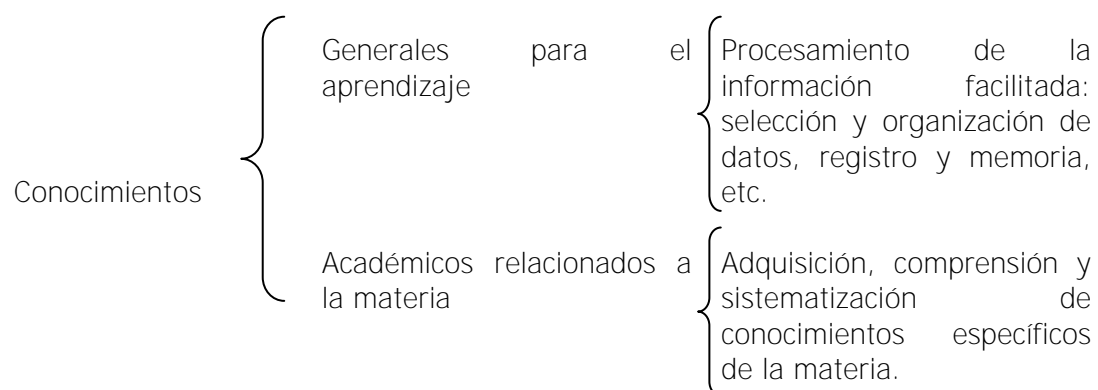 Conocimientos
Generales para el
aprendizaje
Procesamiento de la
información facilitada:
selección y organización de
datos, registro y memoria,
etc.
Académicos relacionados a
la materia
Adquisición, comprensión y
sistematización de
conocimientos específicos
de la materia.